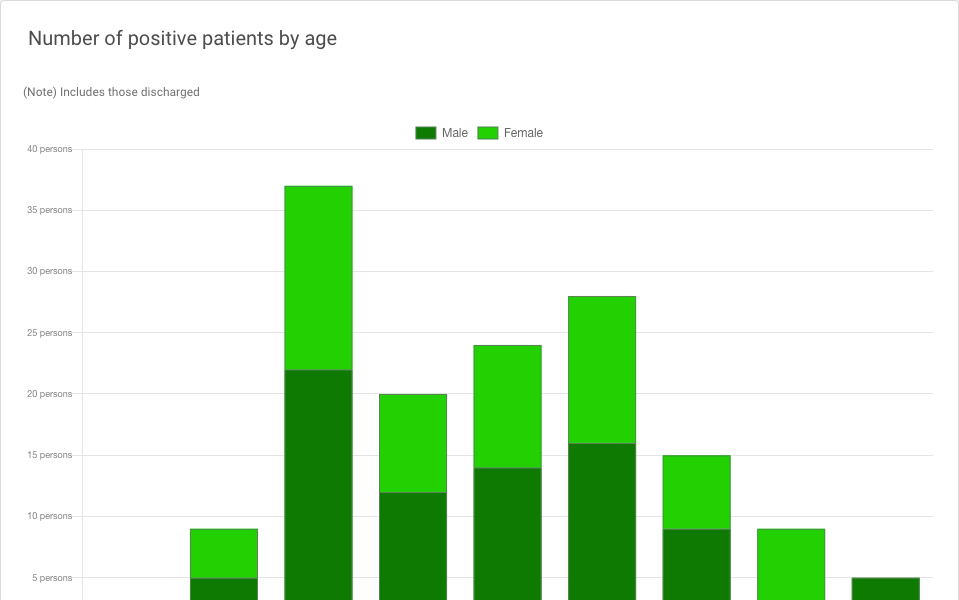 Number of positive patients by age
(Note) Includes those discharged
Male Female
40 persons
35 persons
30 persons
25 persons
20 persons
15 persons
10 persons
5 persons